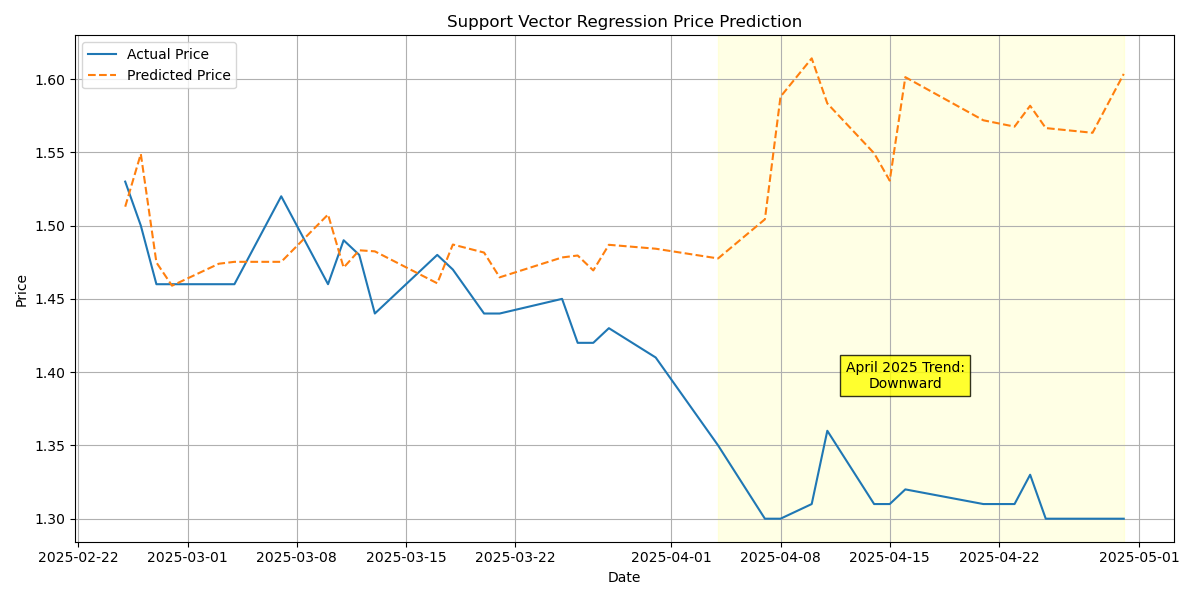 Support Vector Regression Price Prediction
Actual Price
Predicted Price
Price
1.60
1.55
1.50
1.45
1.40
1.35
1.30
April 2025 Trend:
Downward
2025-02-22 2025-03-01 2025-03-08 2025-03-15 2025-03-22 2025-04-01 2025-04-08 2025-04-15 2025-04-22 2025-05-01
Date